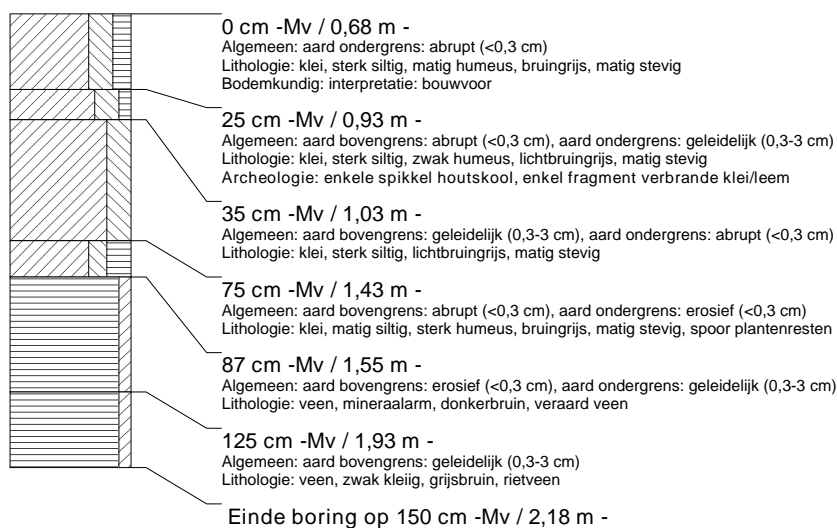 0 cm -Mv / 0,68 m -
Algemeen: aard ondergrens: abrupt (<0,3 cm)
Lithologie: klei, sterk siltig, matig humeus, bruingrijs, matig stevig
Bodemkundig: interpretatie: bouwvoor
25 cm -Mv / 0,93 m -
Algemeen: aard bovengrens: abrupt (<0,3 cm), aard ondergrens: geleidelijk (0,3-3 cm)
Lithologie: klei, sterk siltig, zwak humeus, lichtbruingrijs, matig stevig
Archeologie: enkele spikkel houtskool, enkel fragment verbrande klei/leem
35 cm -Mv / 1,03 m -
Algemeen: aard bovengrens: geleidelijk (0,3-3 cm), aard ondergrens: abrupt (<0,3 cm)
Lithologie: klei, sterk siltig, lichtbruingrijs, matig stevig
75 cm -Mv / 1,43 m -
Algemeen: aard bovengrens: abrupt (<0,3 cm), aard ondergrens: erosief (<0,3 cm)
Lithologie: klei, matig siltig, sterk humeus, bruingrijs, matig stevig, spoor plantenresten
87 cm -Mv / 1,55 m -
Algemeen: aard bovengrens: erosief (<0,3 cm), aard ondergrens: geleidelijk (0,3-3 cm)
Lithologie: veen, mineraalarm, donkerbruin, veraard veen
125 cm -Mv / 1,93 m -
Algemeen: aard bovengrens: geleidelijk (0,3-3 cm)
Lithologie: veen, zwak kleiig, grijsbruin, rietveen
Einde boring op 150 cm -Mv / 2,18 m -